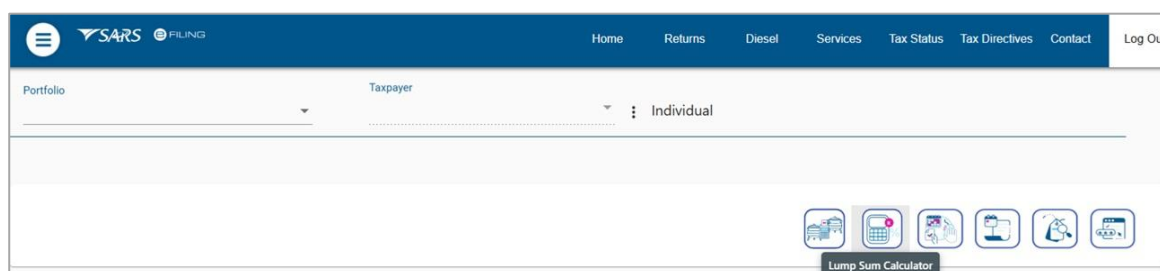 SARS eFILING
Home Returns Diesel Services Tax Status Tax Directives Contact Log Ou
Portfolio Taxpayer
Individual
Lump Sum Calculator